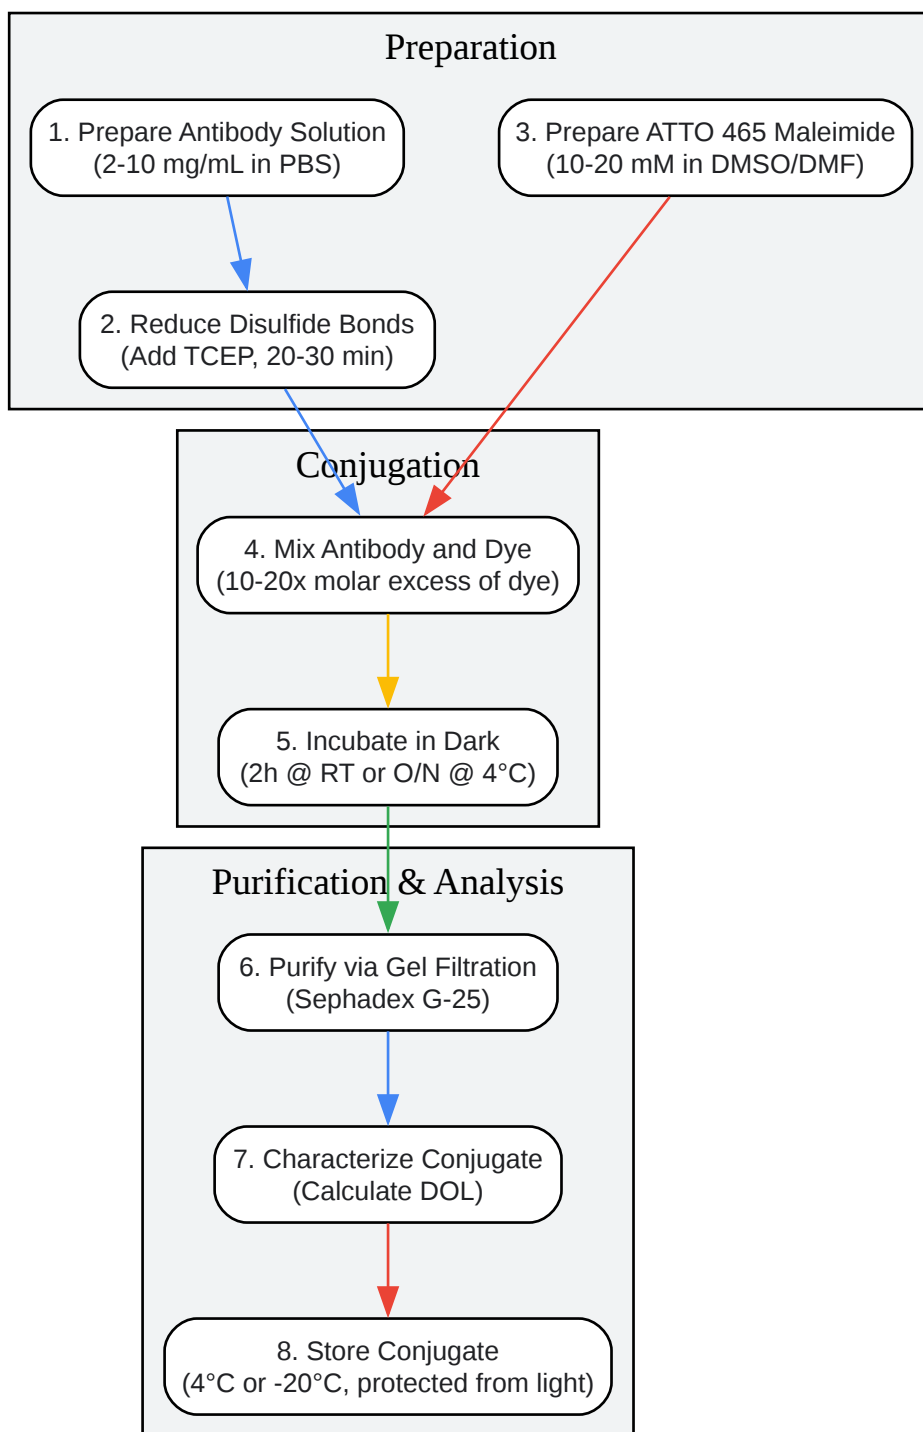 Preparation
1. Prepare Antibody Solution
(2-10 mg/mL in PBS)
3. Prepare ATTO 465 Maleimide
(10-20 mM in DMSO/DMF)
2. Reduce Disulfide Bonds
(Add TCEP, 20-30 min)
Conjugation
4. Mix Antibody and Dye
(10-20x molar excess of dye)
5. Incubate in Dark
(2h @ RT or O/N @ 4°C)
Purification & Analysis
6. Purify via Gel Filtration
(Sephadex G-25)
7. Characterize Conjugate
(Calculate DOL)
8. Store Conjugate
(4°C or -20°C, protected from light)